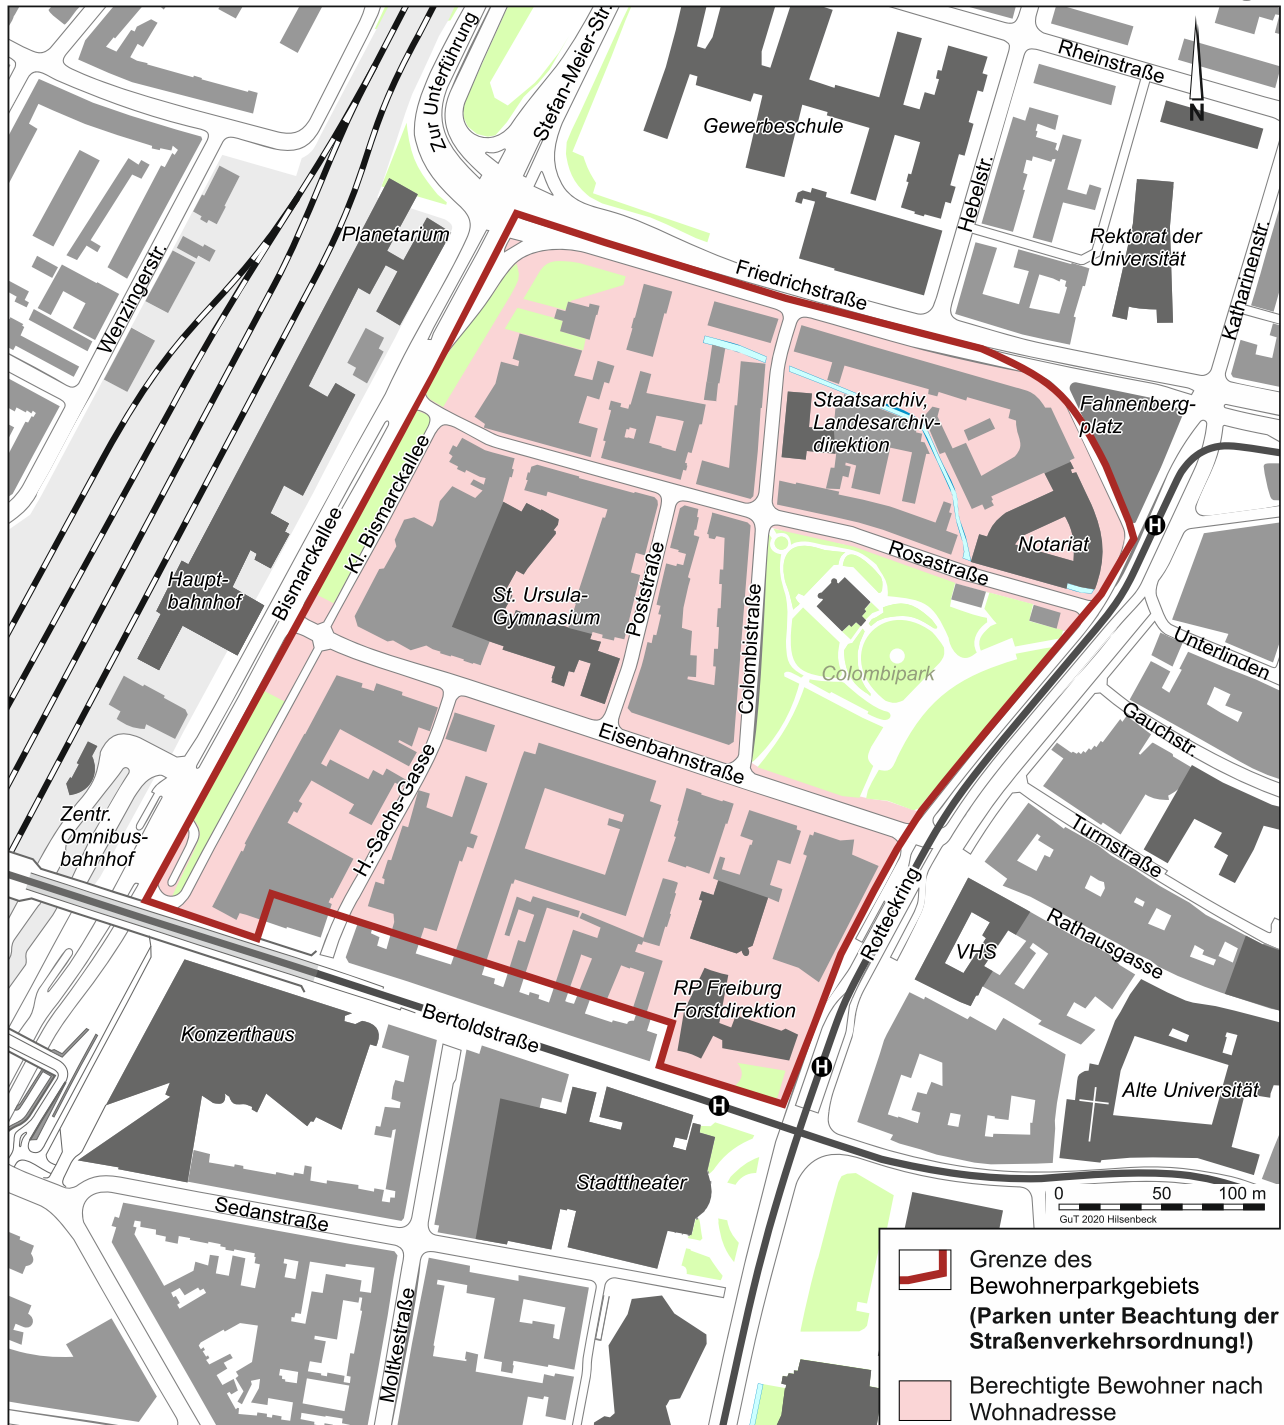 Zur Unterführung
Stefan-Meier-Str.
Rheinstraße
N
Gewerbeschule
Hebelstr.
Planetarium
Rektorat der
Universität
Katharinenstr.
Wenzingerstr.
Friedrichstraße
Staatsarchiv,
Landesarchiv-
direktion
Fahnenberg-
platz
Kl. Bismarckallee
Bismarckallee
H
Notariat
Rosastraße
Haupt-
bahnhof
St. Ursula-
Gymnasium
Poststraße
Colombistraße
Colombipark
Unterlinden
Gauchstr.
Eisenbahnstraße
H.-Sachs-Gasse
Zentr.
Omnibus-
bahnhof
Turmstraße
Rotteckring
Rathausgasse
VHS
RP Freiburg
Forstdirektion
Bertoldstraße
Konzerthaus
H
H
Alte Universität
Stadttheater
Sedanstraße
Moltkestraße
0 50 100 m
GuT 2020 Hilsenbeck
Grenze des
Bewohnerparkgebiets
(Parken unter Beachtung der
Straßenverkehrsordnung!)
Berechtigte Bewohner nach
Wohnadresse